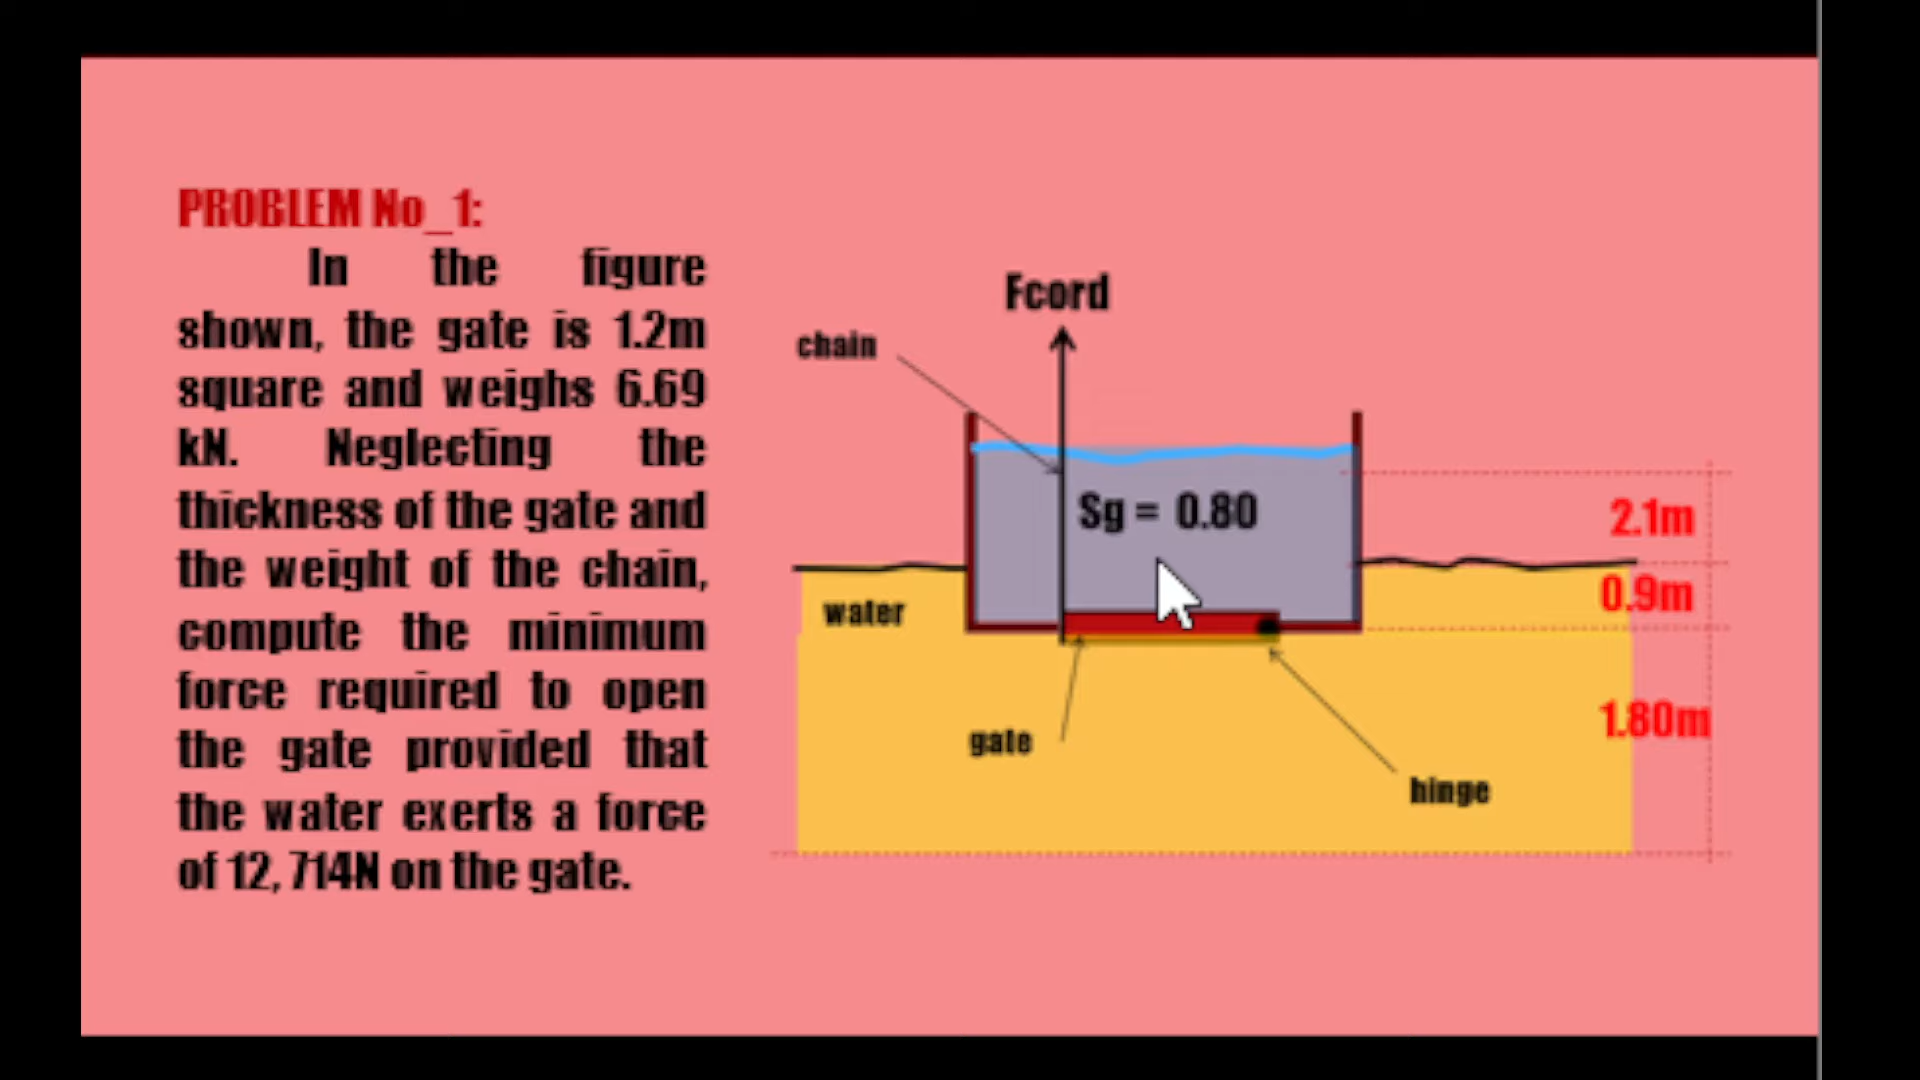 PROBLEM No_1:
In the figure
shown, the gate is 1.2m
square and weighs 6.69
kN. Neglecting the
thickness of the gate and
the weight of the chain,
compute the minimum
force required to open
the gate provided that
the water exerts a force
of 12, 714N on the gate.
Fcord
chain
Sg = 0.80
2.1m
0.9m
water
1.80m
gate
hinge